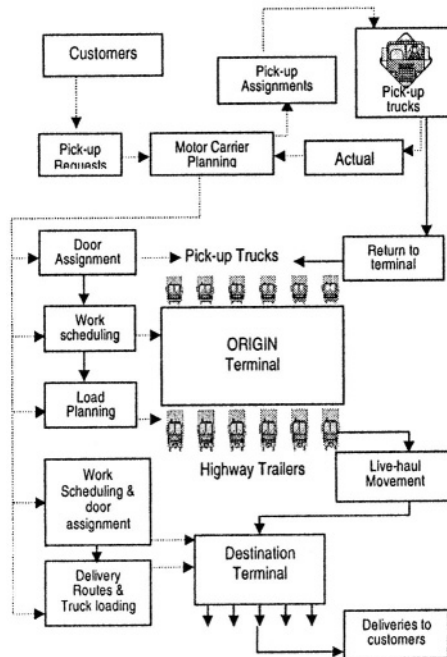 Customers
Pick-up
Assignments
Pick-up
trucks
Pick-up
Requests
Motor Carrier
Planning
Actual
Door
Assignment
Pick-up Trucks
Return to
terminal
Work
scheduling
ORIGIN
Terminal
Load
Planning
Highway Trailers
Live-haul
Movement
Work
Scheduling &
door
assignment
Destination
Terminal
Delivery
Routes &
Truck loading
Deliveries to
customers